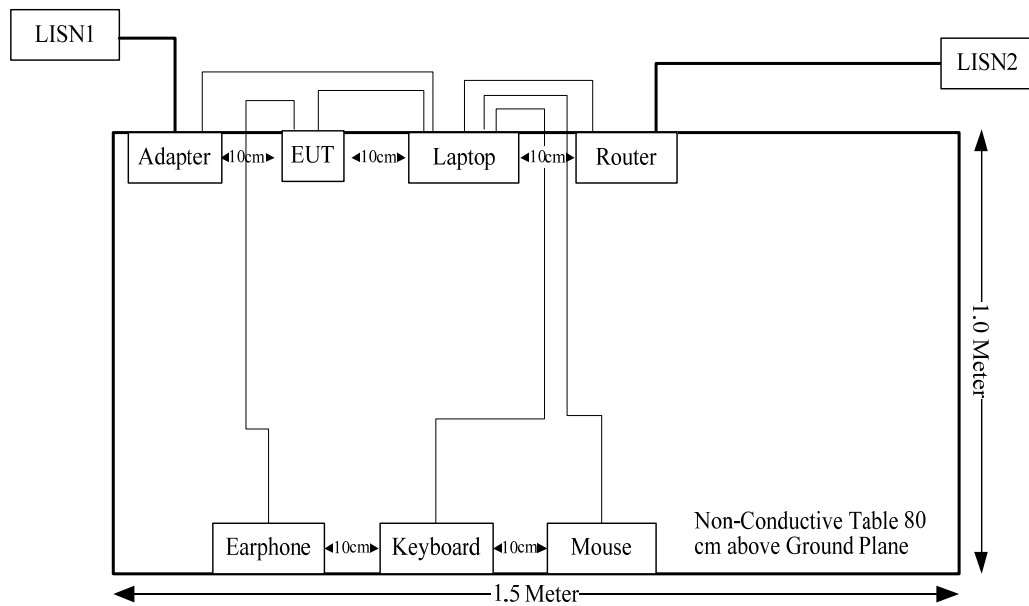 LISN1
LISN2
Adapter
10cm
EUT
10cm
Laptop
10cm
Router
1.0 Meter
Earphone
10cm
Keyboard
10cm
Mouse
Non-Conductive Table 80
cm above Ground Plane
1.5 Meter